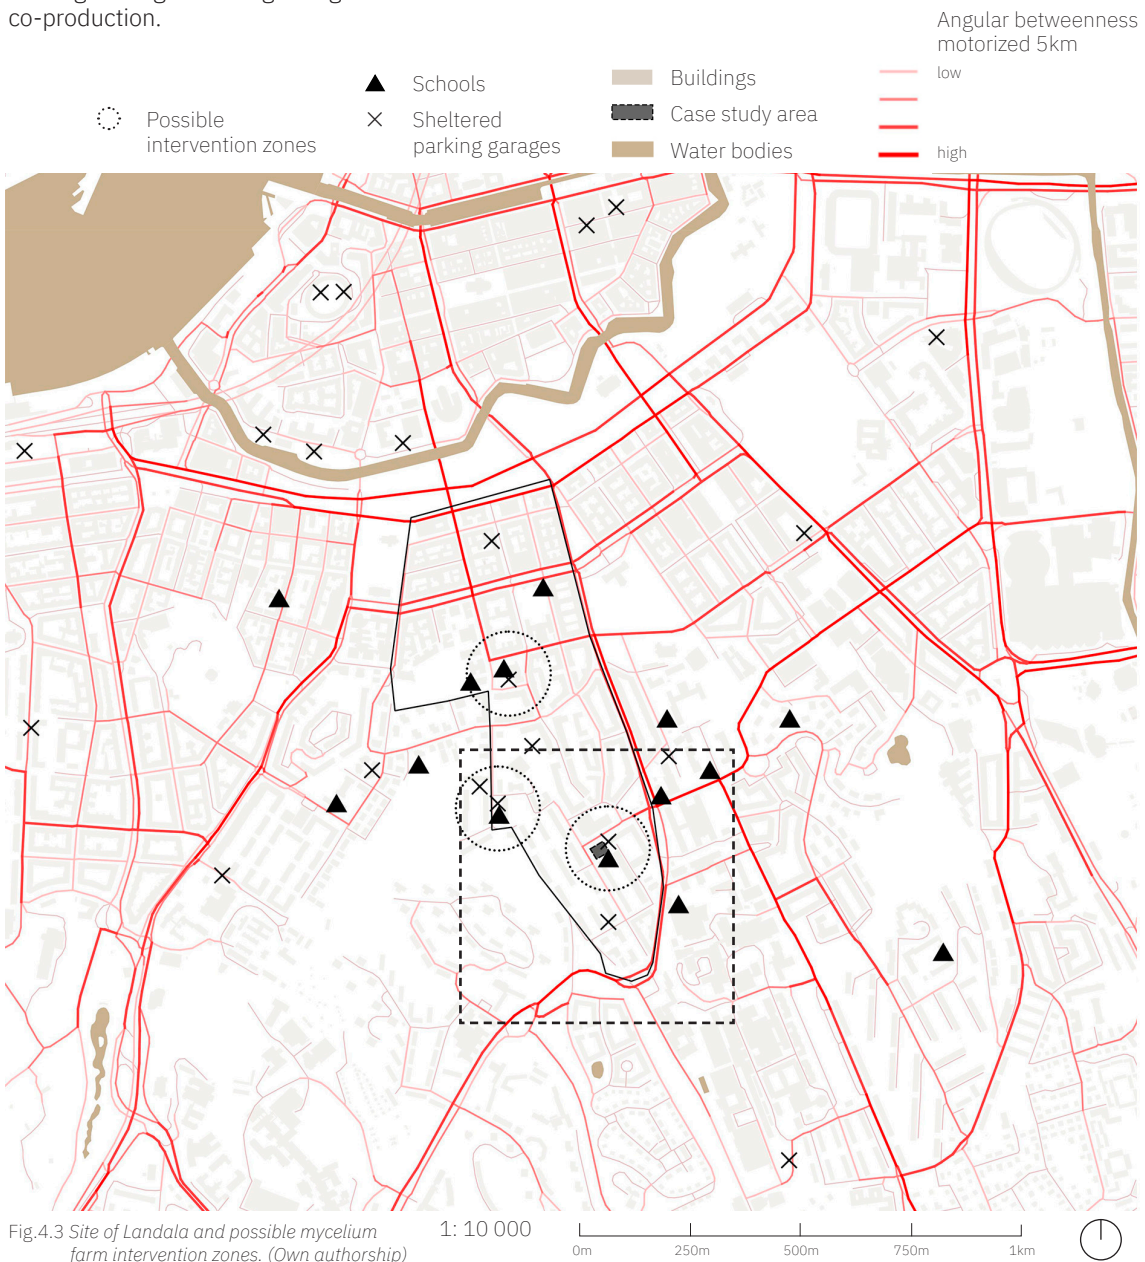 co-production.
Angular betweenness
motorized 5km
low
high
Schools
Sheltered
parking garages
Possible
intervention zones
Buildings
Case study area
Water bodies
Fig.4.3 Site of Landala and possible mycelium
farm intervention zones. (Own authorship)
1: 10 000
0m
250m
500m
750m
1km